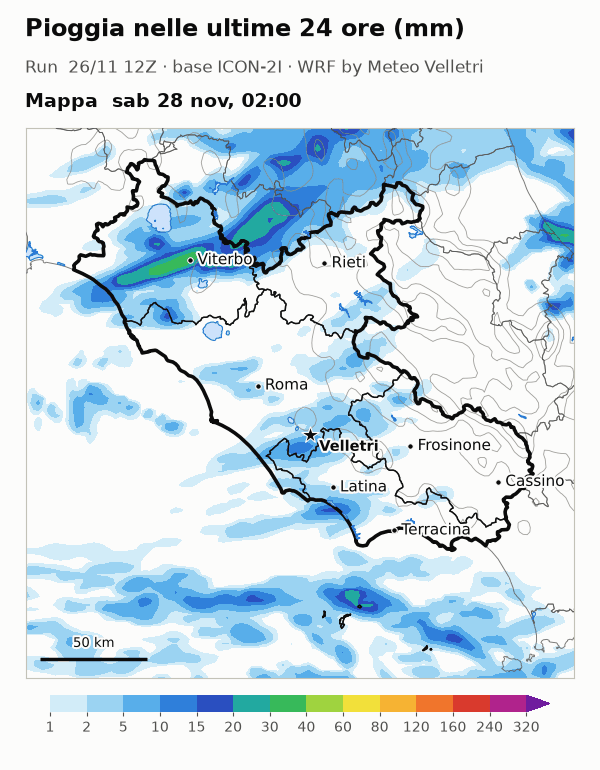 Pioggia nelle ultime 24 ore (mm)
Run 26/11 12Z · base ICON-2I · WRF by Meteo Velletri
Mappa sab 28 nov, 02:00
Viterbo
Rieti
Roma
Velletri
Frosinone
Latina
Cassino
Terracina
50 km
1 2 5 10 15 20 30 40 60 80 120 160 240 320